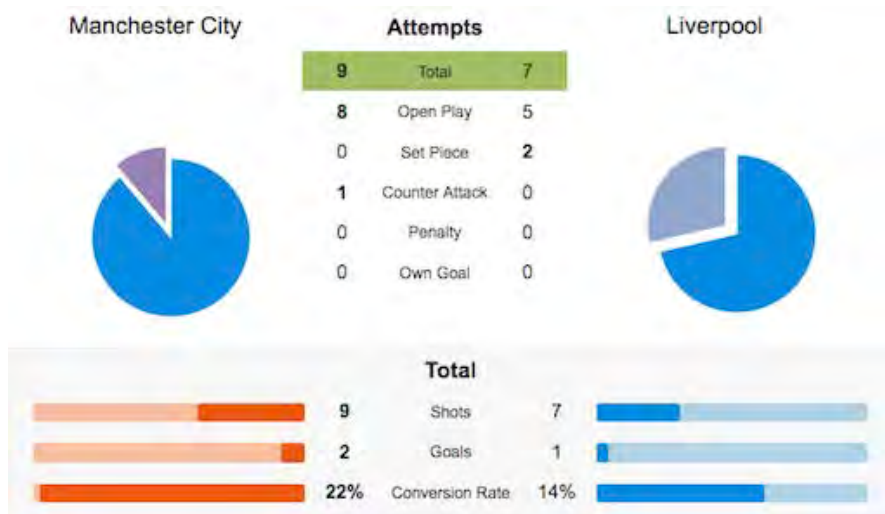 Manchester City Attempts Liverpool
9 Total 7
8 Open Play 5
0 Set Piece 2
1 Counter Attack 0
0 Penalty 0
0 Own Goal 0
Total
9 Shots 7
2 Goals 1
22% Conversion Rate 14%